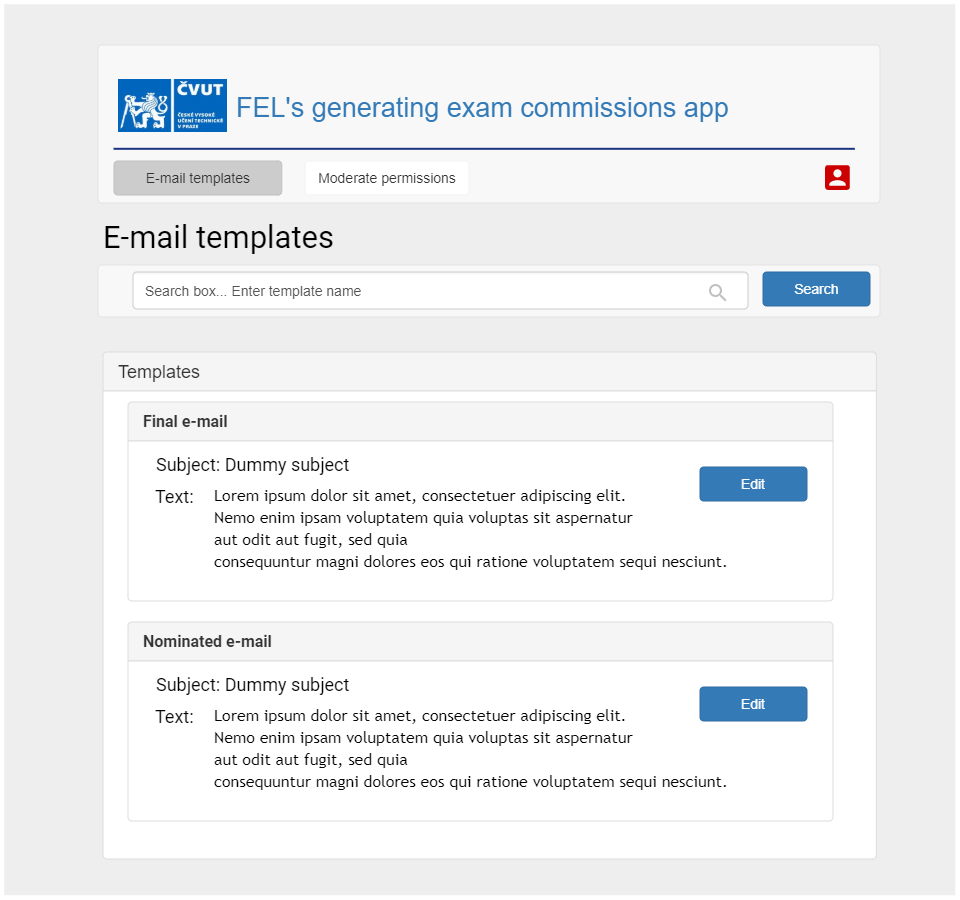 ČVUT
ČESKÉ VYSOKÉ
UČENÍ TECHNICKÉ
V PRAZE
FEL's generating exam commissions app
E-mail templates
Moderate permissions
E-mail templates
Search box... Enter template name
Search
Templates
Final e-mail
Subject: Dummy subject
Edit
Text: Lorem ipsum dolor sit amet, consectetuer adipiscing elit.
Nemo enim ipsam voluptatem quia voluptas sit aspernatur
aut odit aut fugit, sed quia
consequuntur magni dolores eos qui ratione voluptatem sequi nesciunt.
Nominated e-mail
Subject: Dummy subject
Edit
Text: Lorem ipsum dolor sit amet, consectetuer adipiscing elit.
Nemo enim ipsam voluptatem quia voluptas sit aspernatur
aut odit aut fugit, sed quia
consequuntur magni dolores eos qui ratione voluptatem sequi nesciunt.